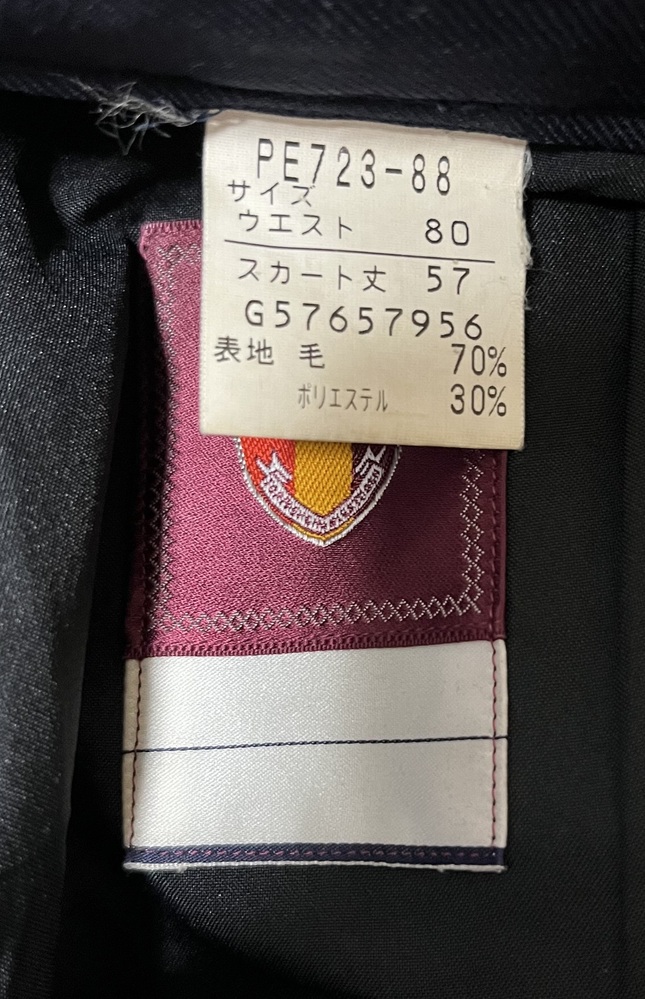 PE723-88
サイズ
ウエスト 80
スカート丈 57
G57657956
表地 毛 70%
ポリエステル 30%